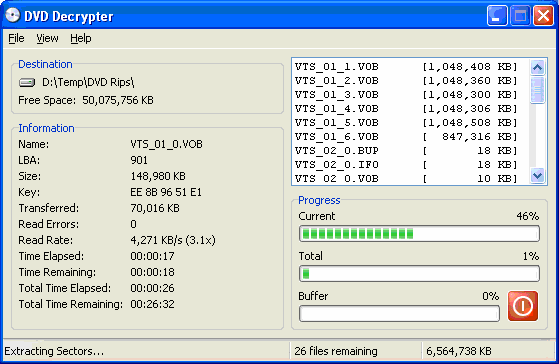 DVD Decrypter
File View Help
Destination
D:\Temp\DVD Rips\
Free Space: 50,075,756 KB
Information
Name: VTS_01_0.VOB
LBA: 901
Size: 148,980 KB
Key: EE 8B 96 51 E1
Transferred: 70,016 KB
Read Errors: 0
Read Rate: 4,271 KB/s (3.1x)
Time Elapsed: 00:00:17
Time Remaining: 00:00:18
Total Time Elapsed: 00:00:26
Total Time Remaining: 00:26:32
VTS_01_1.VOB [1,048,408 KB]
VTS_01_2.VOB [1,048,360 KB]
VTS_01_3.VOB [1,048,300 KB]
VTS_01_4.VOB [1,048,306 KB]
VTS_01_5.VOB [1,048,508 KB]
VTS_01_6.VOB [ 847,316 KB]
VTS_02_0.BUP [ 18 KB]
VTS_02_0.IFO [ 18 KB]
VTS_02_0.VOB [ 10 KB]
Progress
Current 46%
Total 1%
Buffer 0%
Extracting Sectors... 26 files remaining 6,564,738 KB